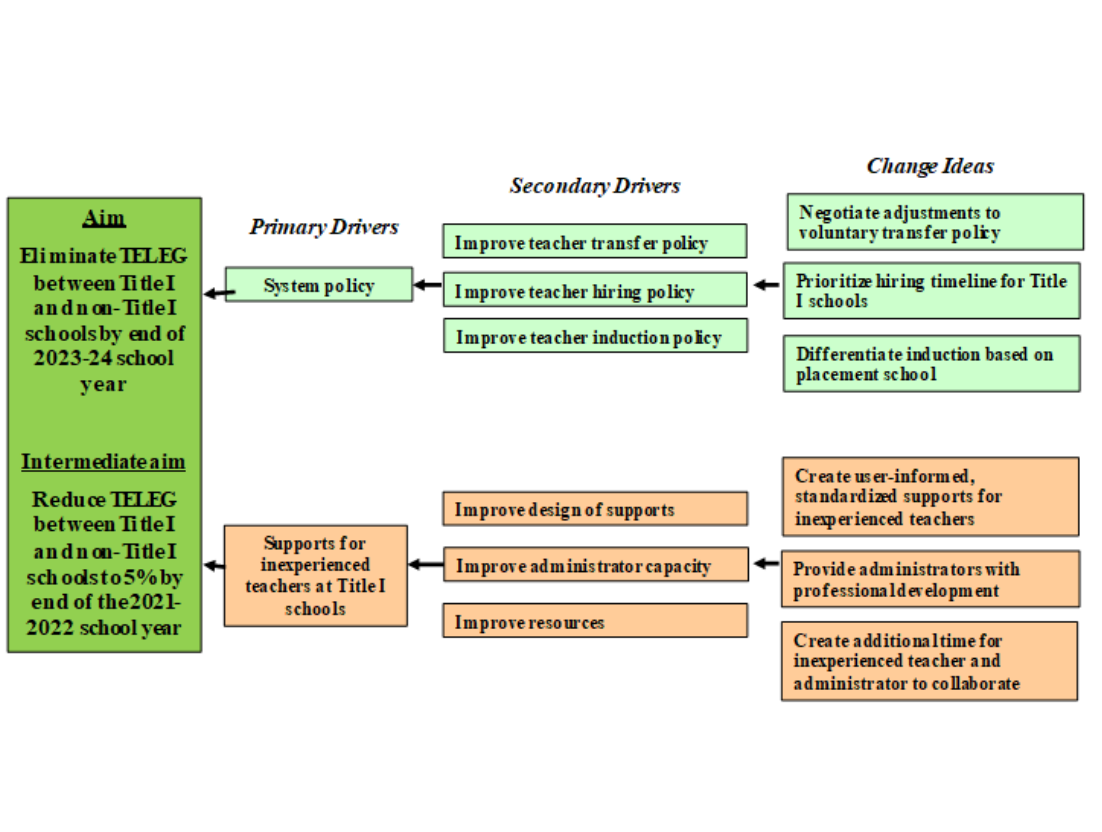 Change Ideas
Secondary Drivers
Primary Drivers
Aim
Eliminate TELEG
between Title I
and non-Title I
schools by end of
2023-24 school
year
Intermediate aim
Reduce TELEG
between Title I
and non-Title I
schools to 5% by
end of the 2021-
2022 school year
System policy
Improve teacher transfer policy
Improve teacher hiring policy
Improve teacher induction policy
Negotiate adjustments to
voluntary transfer policy
Prioritize hiring timeline for Title
I schools
Differentiate induction based on
placement school
Supports for
inexperienced
teachers at Title I
schools
Improve design of supports
Improve administrator capacity
Improve resources
Create user-informed,
standardized supports for
inexperienced teachers
Provide administrators with
professional development
Create additional time for
inexperienced teacher and
administrator to collaborate